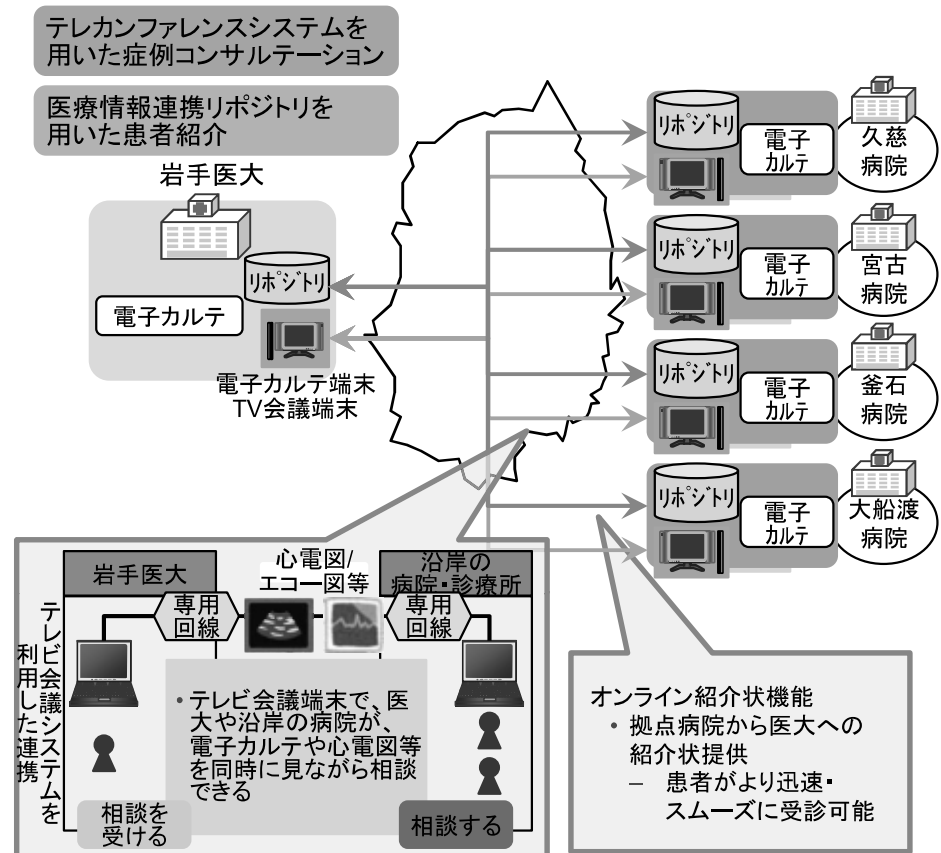 テレカンファレンスシステムを
用いた症例コンサルテーション
医療情報連携リポジトリを
用いた患者紹介
岩手医大
リポジトリ
電子カルテ
電子カルテ端末
TV会議端末
リポジトリ
電子
カルテ
久慈
病院
リポジトリ
電子
カルテ
宮古
病院
リポジトリ
電子
カルテ
釜石
病院
リポジトリ
電子
カルテ
大船渡
病院
テレビ会議システムを
利用した連携
岩手医大
心電図/
エコー図等
沿岸の
病院・診療所
専用
回線
専用
回線
・テレビ会議端末で、医
大や沿岸の病院が、
電子カルテや心電図等
を同時に見ながら相談
できる
相談を
受ける
相談する
オンライン紹介状機能
・拠点病院から医大への
紹介状提供
– 患者がより迅速・
スムーズに受診可能